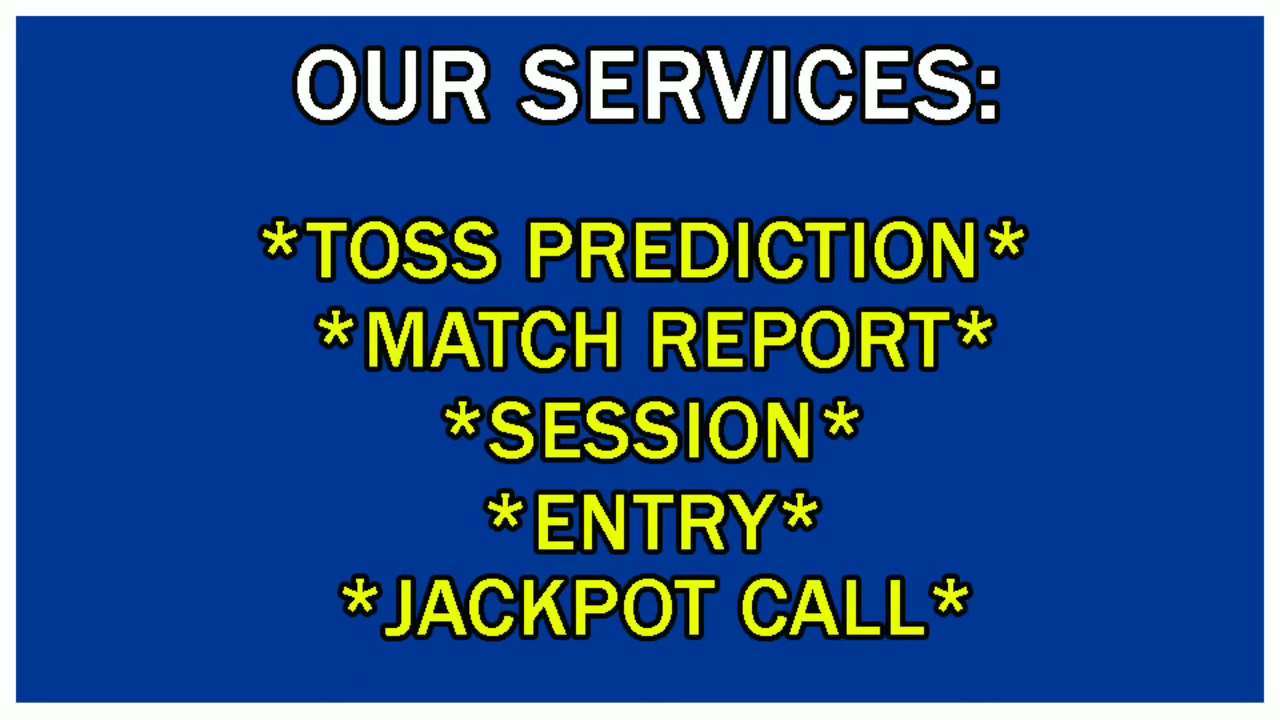 OUR SERVICES:
*TOSS PREDICTION*
*MATCH REPORT*
*SESSION*
*ENTRY*
*JACKPOT CALL*